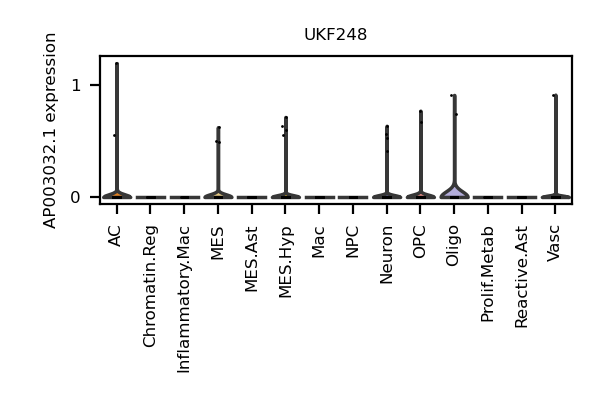 UKF248
AP003032.1 expression
1
0
AC
Chromatin.Reg
Inflammatory.Mac
MES
MES.Ast
MES.Hyp
Mac
NPC
Neuron
OPC
Oligo
Prolif.Metab
Reactive.Ast
Vasc